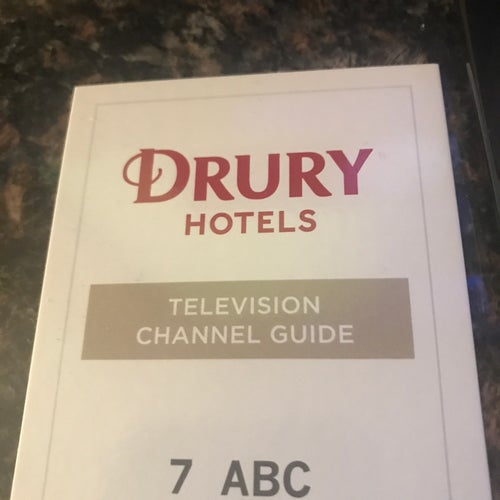 DRURY
HOTELS
TELEVISION
CHANNEL GUIDE
7 ABC